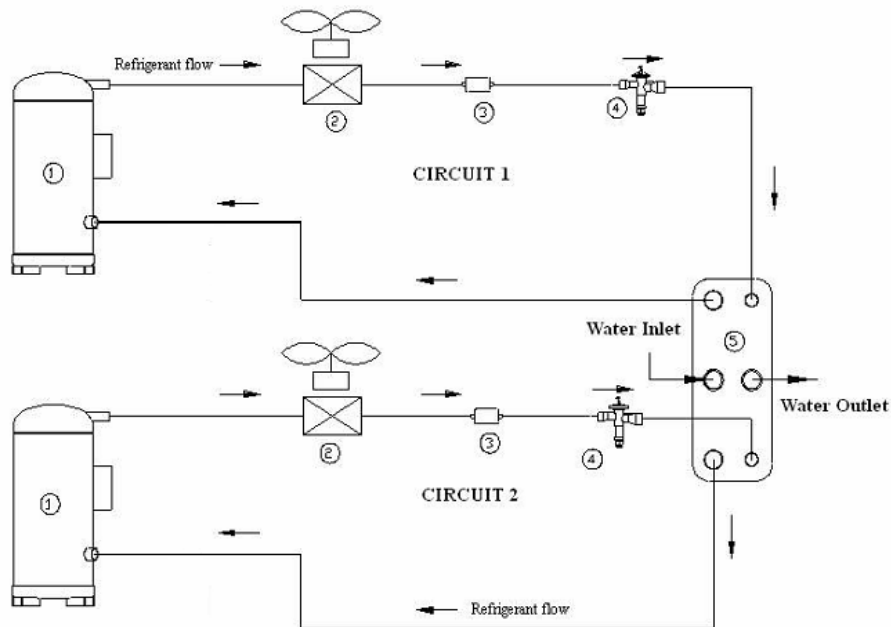 Refrigerant flow
②
③
④
①
CIRCUIT 1
Water Inlet
⑤
Water Outlet
②
③
④
①
CIRCUIT 2
Refrigerant flow